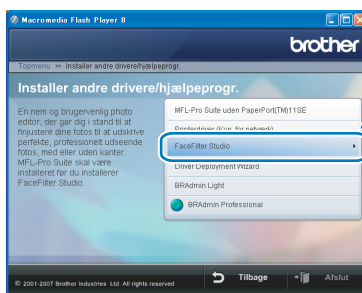 Macromedia Flash Player 8
brother
Topmenu >> Installer andre drivere/hjælpeprogr.
Installer andre drivere/hjælpeprogr.
En nem og brugervenlig photo
editor, der gør dig i stand til at
finjustere dine fotos til at udskrive
perfekte, professionelt udseende
fotos, med eller uden kanter.
MFL-Pro Suite skal være
installeret før du installerer
FaceFilter Studio.
MFL-Pro Suite uden PaperPort(TM)11SE
Printerdriver (Kun for netværk)
FaceFilter Studio
Driver Deployment Wizard
BRAdmin Light
BRAdmin Professional
© 2001-2007 Brother Industries Ltd. All rights reserved
Tilbage
Afslut